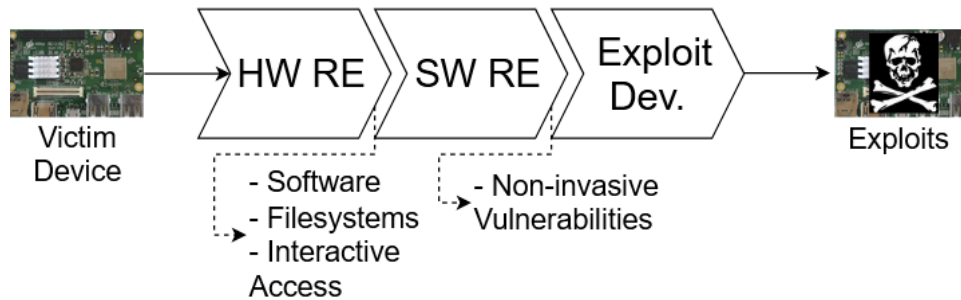 HW RE
SW RE
Exploit
Dev.
Victim
Device
Exploits
- Software
- Filesystems
- Interactive
Access
- Non-invasive
Vulnerabilities